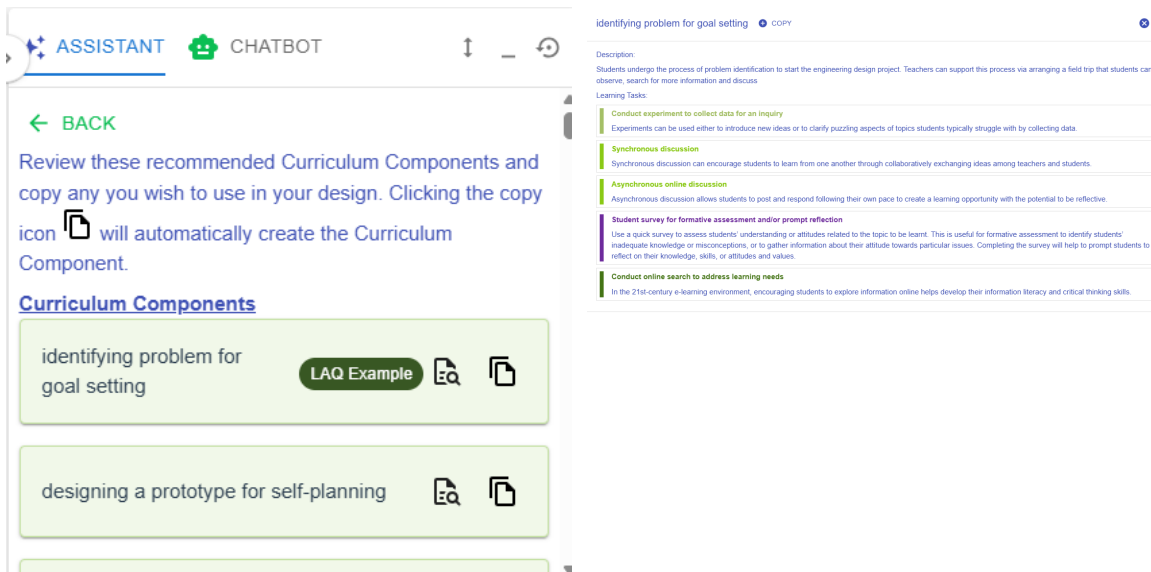 ASSISTANT
CHATBOT
BACK
Review these recommended Curriculum Components and
copy any you wish to use in your design. Clicking the copy
icon will automatically create the Curriculum
Component.
Curriculum Components
identifying problem for
goal setting
LAQ Example
designing a prototype for self-planning
identifying problem for goal setting
COPY
Description:
Students undergo the process of problem identification to start the engineering design project. Teachers can support this process via arranging a field trip that students can
observe, search for more information and discuss
Learning Tasks:
Conduct experiment to collect data for an inquiry
Experiments can be used either to introduce new ideas or to clarify puzzling aspects of topics students typically struggle with by collecting data.
Synchronous discussion
Synchronous discussion can encourage students to learn from one another through collaboratively exchanging ideas among teachers and students.
Asynchronous online discussion
Asynchronous discussion allows students to post and respond following their own pace to create a learning opportunity with the potential to be reflective.
Student survey for formative assessment and/or prompt reflection
Use a quick survey to assess students' understanding or attitudes related to the topic to be learnt. This is useful for formative assessment to identify students'
inadequate knowledge or misconceptions, or to gather information about their attitude towards particular issues. Completing the survey will help to prompt students to
reflect on their knowledge, skills, or attitudes and values.
Conduct online search to address learning needs
In the 21st-century e-learning environment, encouraging students to explore information online helps develop their information literacy and critical thinking skills.